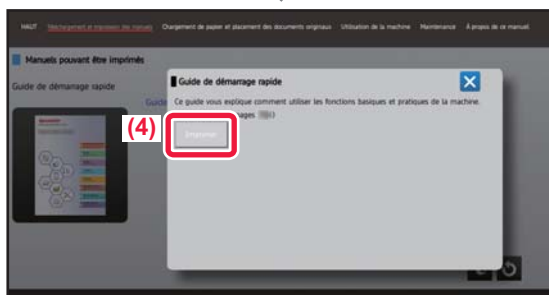 HAUT Téléchargement et impression des manuels Chargement de papier et placement des documents originaux Utilisation de la machine Maintenance À propos de ce manuel
Manuels pouvant être imprimés
Guide de démarrage rapide
Guide
Guide de démarrage rapide
Ce guide vous explique comment utiliser les fonctions basiques et pratiques de la machine.
ages
(4)
Imprimer